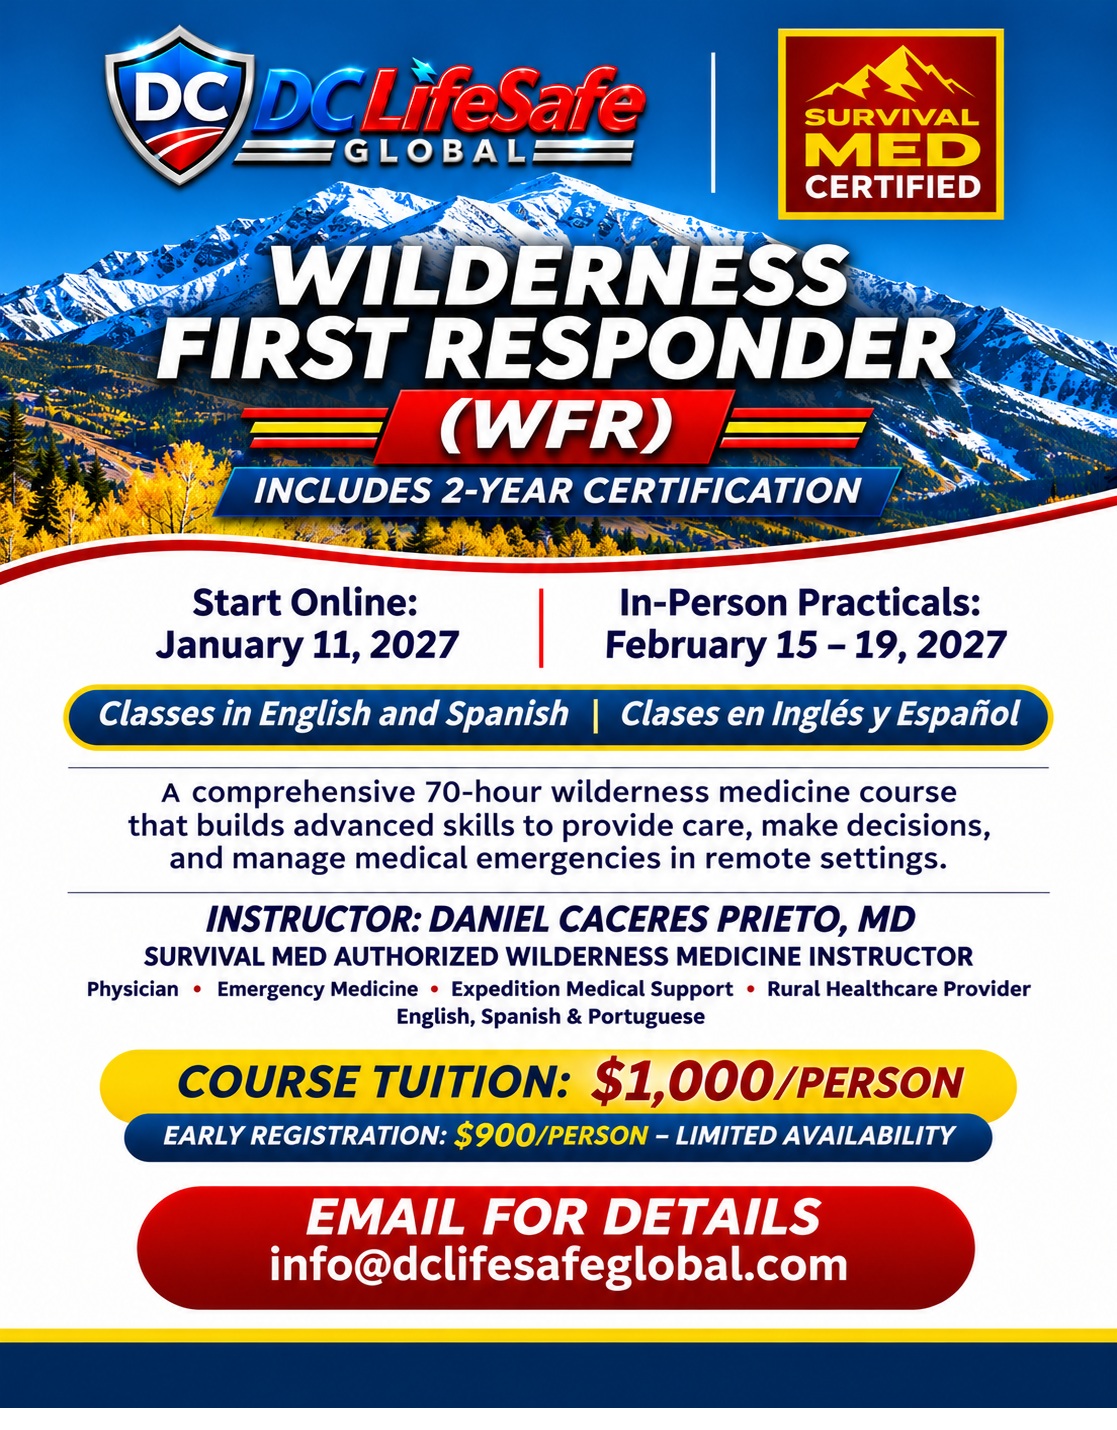 DC
DC LifeSafe
GLOBAL
SURVIVAL
MED
CERTIFIED
WILDERNESS
FIRST RESPONDER
(WFR)
INCLUDES 2-YEAR CERTIFICATION
Start Online:
January 11, 2027
In-Person Practicals:
February 15 – 19, 2027
Classes in English and Spanish | Clases en Inglés y Español
A comprehensive 70-hour wilderness medicine course
that builds advanced skills to provide care, make decisions,
and manage medical emergencies in remote settings.
INSTRUCTOR: DANIEL CACERES PRIETO, MD
SURVIVAL MED AUTHORIZED WILDERNESS MEDICINE INSTRUCTOR
Physician • Emergency Medicine • Expedition Medical Support • Rural Healthcare Provider
English, Spanish & Portuguese
COURSE TUITION: $1,000/PERSON
EARLY REGISTRATION: $900/PERSON – LIMITED AVAILABILITY
EMAIL FOR DETAILS
info@dclifesafeglobal.com